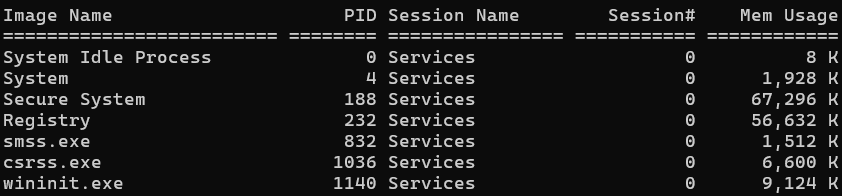 Image Name                     PID Session Name        Session#    Mem Usage
========================= ======== ================ =========== ============
System Idle Process              0 Services                   0          8 K
System                           4 Services                   0      1,928 K
Secure System                  188 Services                   0     67,296 K
Registry                       232 Services                   0     56,632 K
smss.exe                       832 Services                   0      1,512 K
csrss.exe                     1036 Services                   0      6,600 K
wininit.exe                   1140 Services                   0      9,124 K